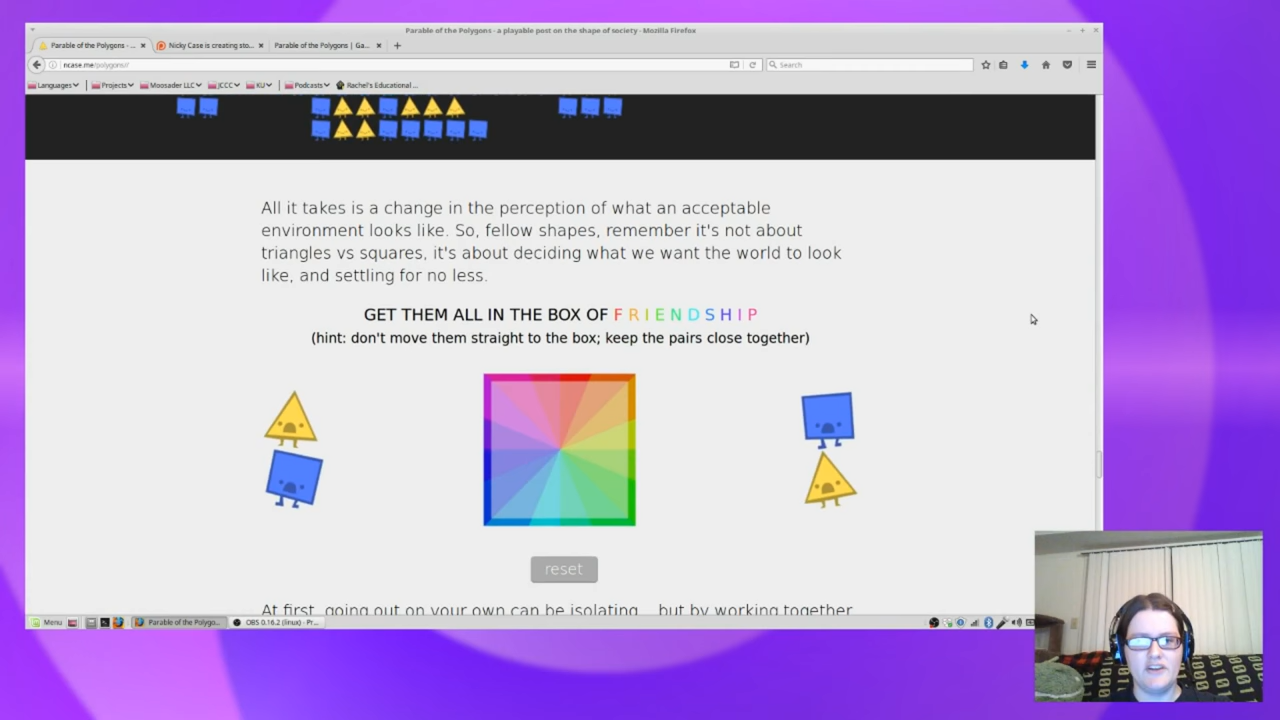 Parable of the Polygons - a playable post on the shape of society - Mozilla Firefox
Parable of the Polygons - ...
Nicky Case is creating sto...
Parable of the Polygons | Ga...
ncase.me/polygons/
Search
Languages
Projects
Moosader LLC
JCCC
KU
Podcasts
Rachel's Educational ...
All it takes is a change in the perception of what an acceptable
environment looks like. So, fellow shapes, remember it's not about
triangles vs squares, it's about deciding what we want the world to look
like, and settling for no less.
GET THEM ALL IN THE BOX OF F R I E N D S H I P
(hint: don't move them straight to the box; keep the pairs close together)
reset
At first, going out on your own can be isolating... but by working together,
Menu
Parable of the Polygo...
OBS 0.16.2 (linux) - Pr...